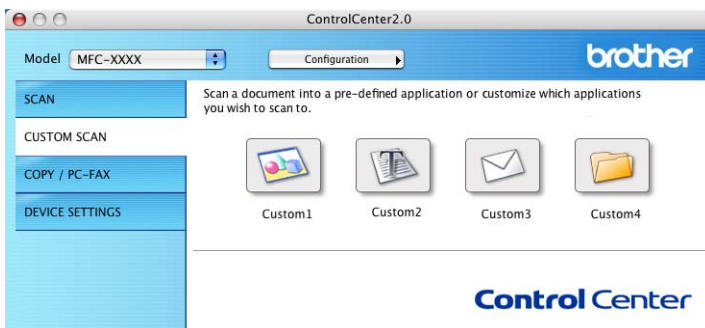 ControlCenter2.0
Model MFC-XXXX Configuration brother
SCAN
CUSTOM SCAN
COPY / PC-FAX
DEVICE SETTINGS
Scan a document into a pre-defined application or customize which applications
you wish to scan to.
T
Custom1 Custom2 Custom3 Custom4
Control Center